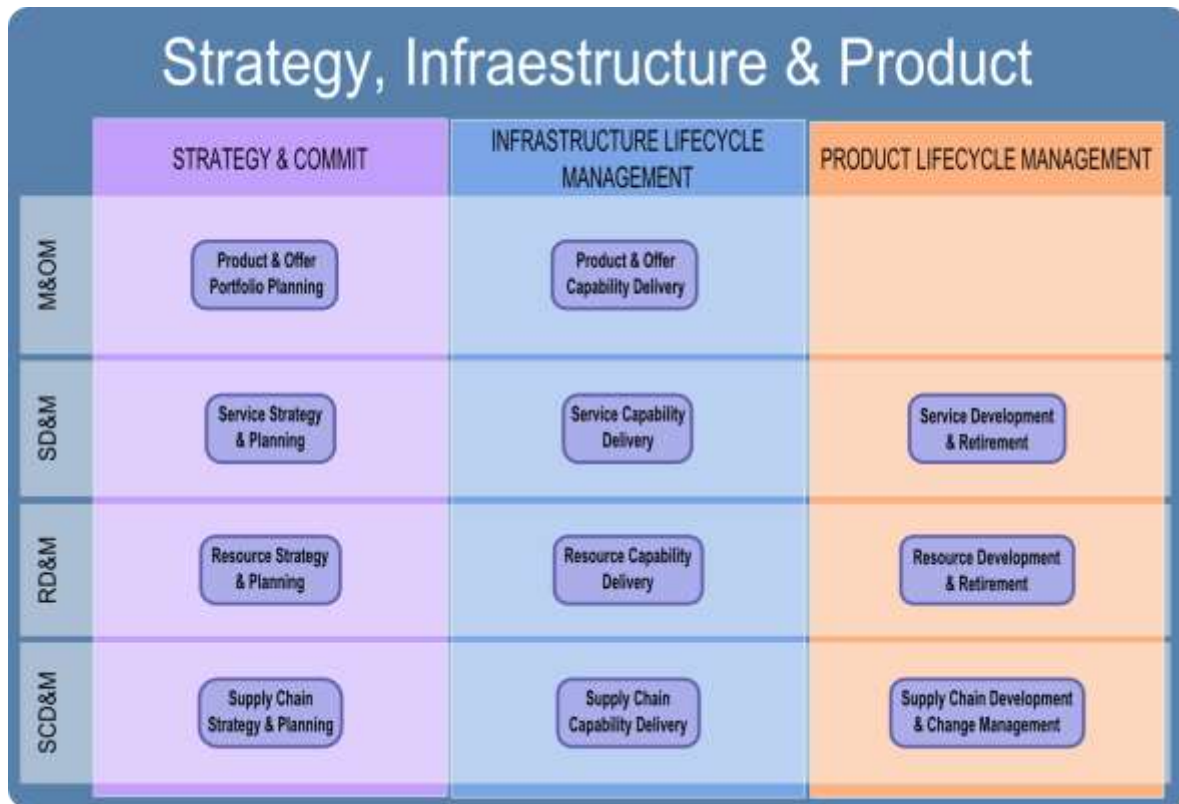 Strategy, Infraestructure & Product
STRATEGY & COMMIT
INFRASTRUCTURE LIFECYCLE
MANAGEMENT
PRODUCT LIFECYCLE MANAGEMENT
M&OM
Product & Offer
Portfolio Planning
Product & Offer
Capability Delivery
SD&M
Service Strategy
& Planning
Service Capability
Delivery
Service Development
& Retirement
RD&M
Resource Strategy
& Planning
Resource Capability
Delivery
Resource Development
& Retirement
SCD&M
Supply Chain
Strategy & Planning
Supply Chain
Capability Delivery
Supply Chain Development
& Change Management